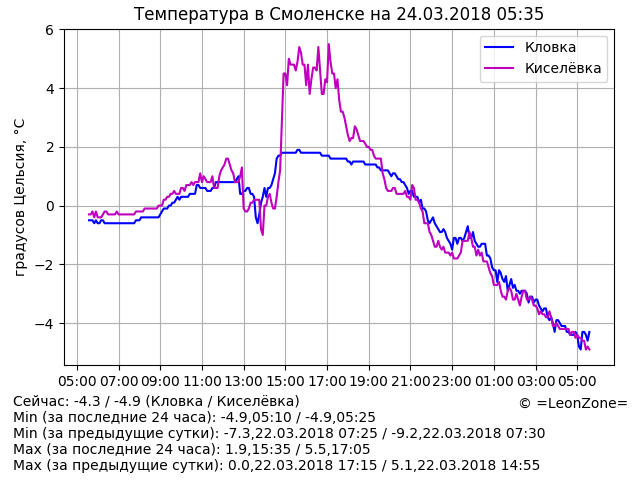 Температура в Смоленске на 24.03.2018 05:35
градусов Цельсия, °C
6
4
2
0
−2
−4
Кловка
Киселёвка
05:00 07:00 09:00 11:00 13:00 15:00 17:00 19:00 21:00 23:00 01:00 03:00 05:00
Сейчас: -4.3 / -4.9 (Кловка / Киселёвка)
© =LeonZone=
Min (за последние 24 часа): -4.9,05:10 / -4.9,05:25
Min (за предыдущие сутки): -7.3,22.03.2018 07:25 / -9.2,22.03.2018 07:30
Max (за последние 24 часа): 1.9,15:35 / 5.5,17:05
Max (за предыдущие сутки): 0.0,22.03.2018 17:15 / 5.1,22.03.2018 14:55